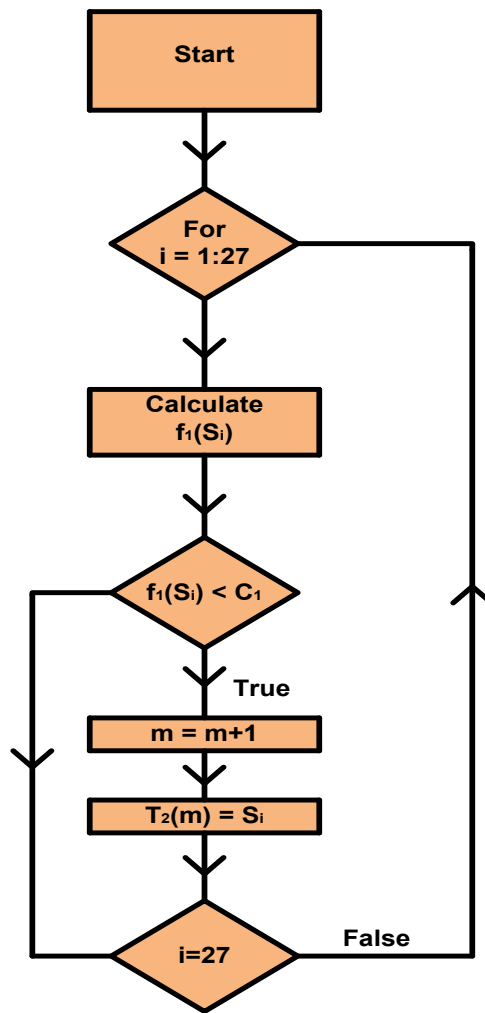 Start
For
i = 1:27
Calculate
f₁(Sᵢ)
f₁(Sᵢ) < C₁
True
m = m+1
T₂(m) = Sᵢ
i=27
False